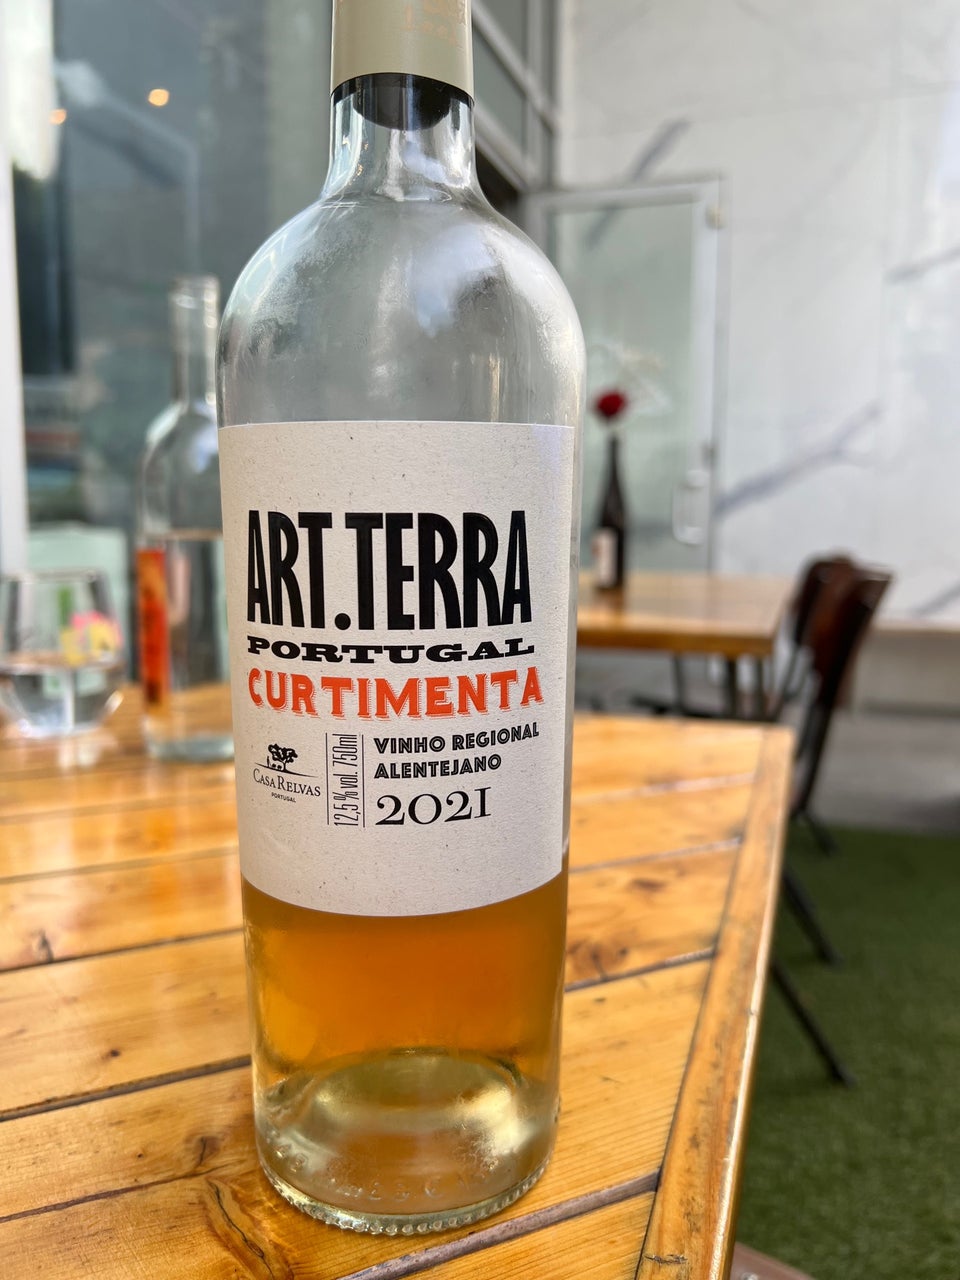 ART.TERRA
PORTUGAL
CURTIMENTA
CASA RELVAS
PORTUGAL
12,5 % vol. 750ml
VINHO REGIONAL
ALENTEJANO
2021